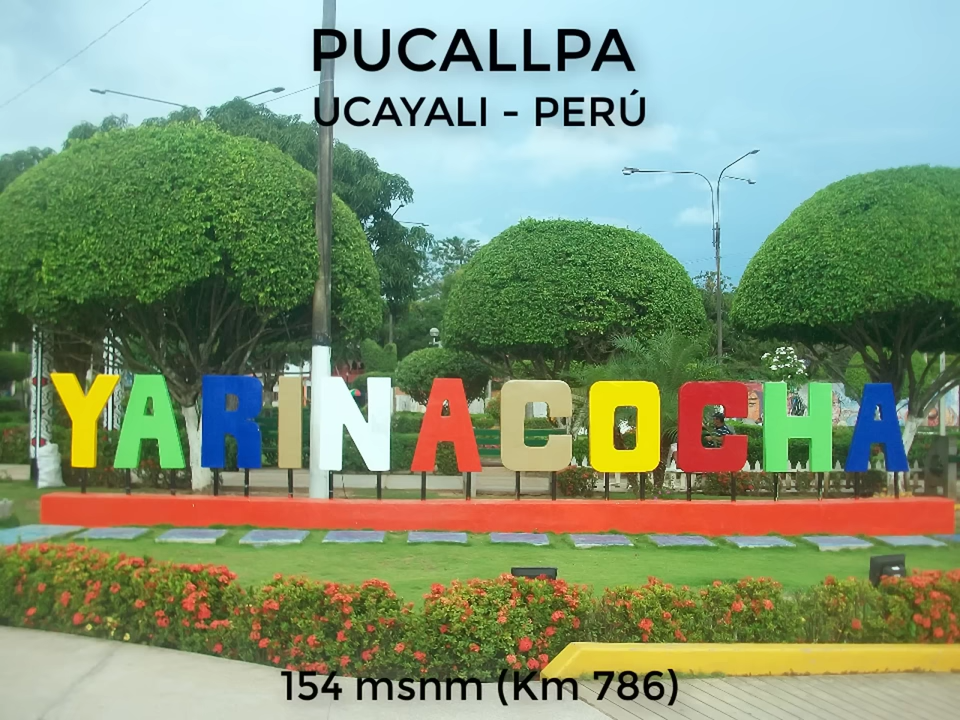 PUCALLPA
UCAYALI - PERÚ
YARINACOCHA
154 msnm (Km 786)